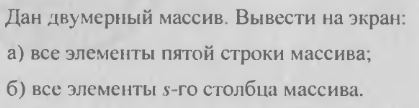 Дан двумерный массив. Вывести на экран:
а) все элементы пятой строки массива;
б) все элементы s-го столбца массива.